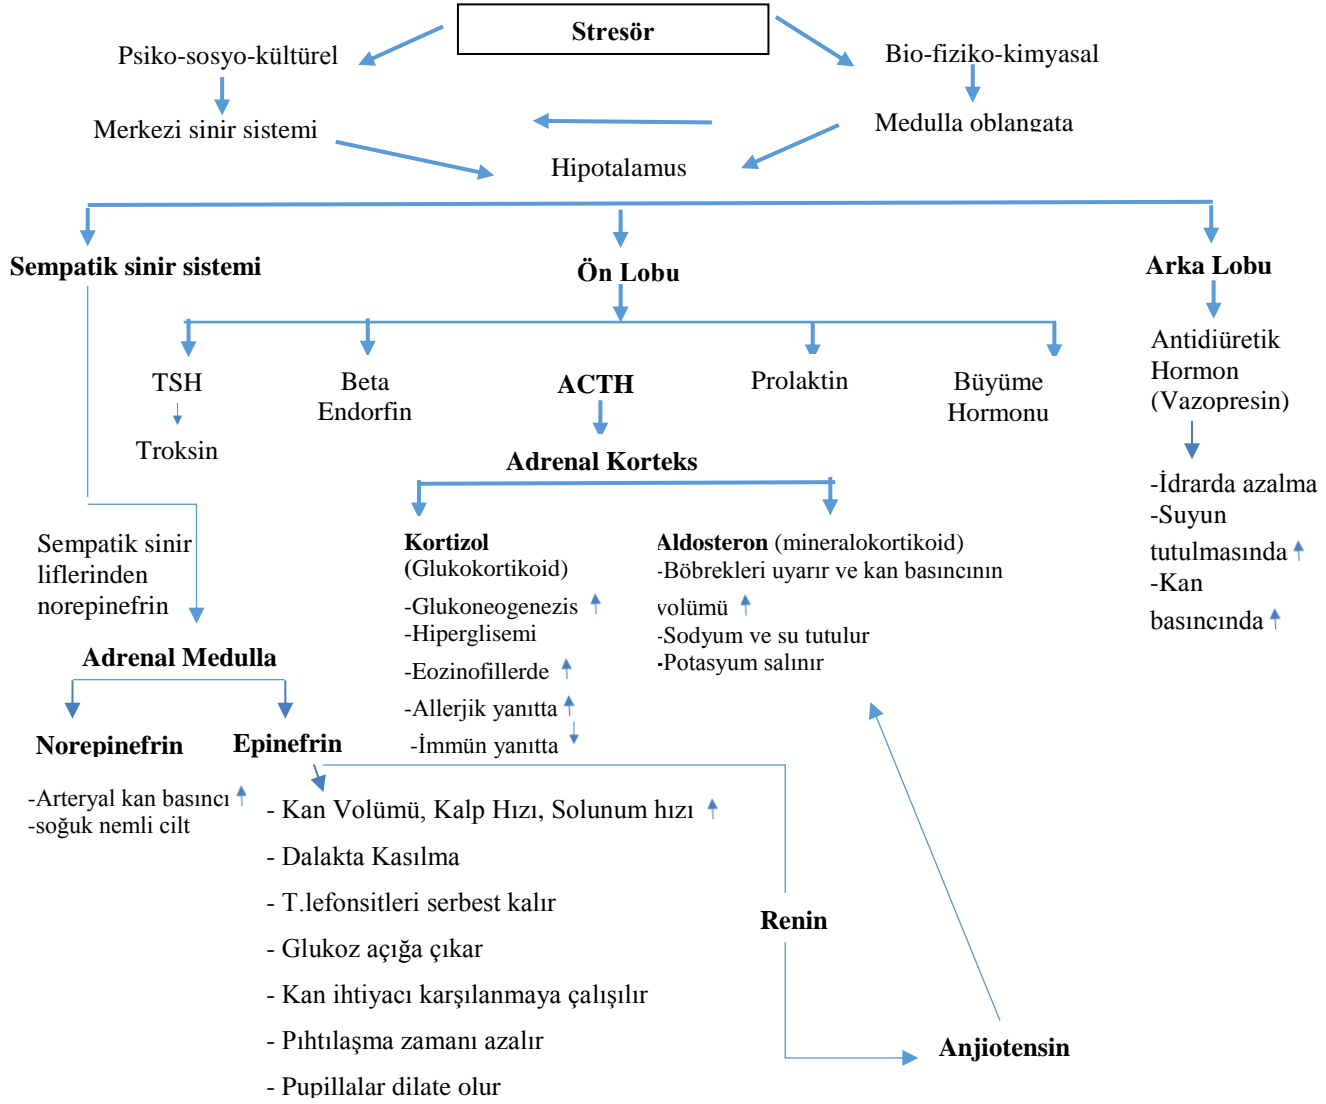 Stresör
Psiko-sosyo-kültürel
Bio-fiziko-kimyasal
Merkezi sinir sistemi
Medulla oblangata
Hipotalamus
Sempatik sinir sistemi
Ön Lobu
Arka Lobu
TSH
Troksin
Beta
Endorfin
ACTH
Prolaktin
Büyüme
Hormonu
Antidiüretik
Hormon
(Vazopresin)
-İdrarda azalma
-Suyun
tutulmasında ↑
-Kan
basıncında ↑
Adrenal Korteks
Kortizol
(Glukokortikoid)
-Glukoneogenezis ↑
-Hiperglisemi
-Eozinofillerde ↑
-Allerjik yanıtta ↑
-İmmün yanıtta ↓
Aldosteron (mineralokortikoid)
-Böbrekleri uyarır ve kan basıncının
volümü ↑
-Sodyum ve su tutulur
-Potasyum salınır
Sempatik sinir
liflerinden
norepinefrin
Adrenal Medulla
Norepinefrin
-Arteryal kan basıncı ↑
-soğuk nemli cilt
Epinefrin
- Kan Volümü, Kalp Hızı, Solunum hızı ↑
- Dalakta Kasılma
- T.lefonsitleri serbest kalır
- Glukoz açığa çıkar
- Kan ihtiyacı karşılanmaya çalışılır
- Pıhtılaşma zamanı azalır
- Pupillalar dilate olur
Renin
Anjiotensin